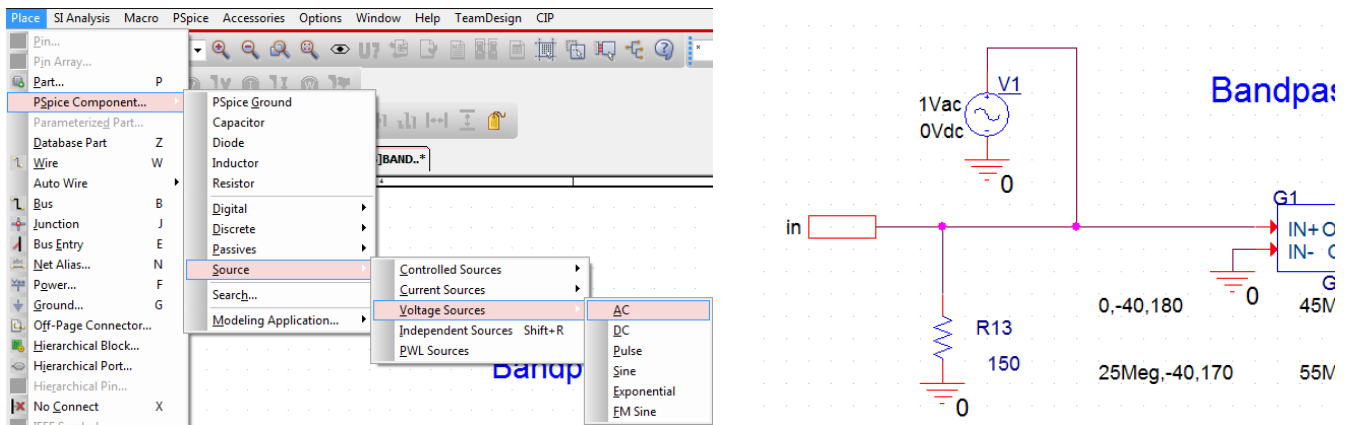 Place SI Analysis Macro PSpice Accessories Options Window Help TeamDesign CIP
Pin...
Pin Array...
Part... P
PSpice Component...
Parameterized Part...
Database Part Z
Wire W
Auto Wire
Bus B
Junction J
Bus Entry E
Net Alias... N
Power... F
Ground... G
Off-Page Connector...
Hierarchical Block...
Hierarchical Port...
Hierarchical Pin...
No Connect X
PSpice Ground
Capacitor
Diode
Inductor
Resistor
Digital
Discrete
Passives
Source
Search...
Modeling Application...
Controlled Sources
Current Sources
Voltage Sources
Independent Sources Shift+R
PWL Sources
AC
DC
Pulse
Sine
Exponential
FM Sine
]BAND..*
Bandp
Bandpas
V1
1Vac
0Vdc
0
in
G1
IN+ O
IN-
G
0
R13
150
0
0,-40,180 45M
25Meg,-40,170 55M